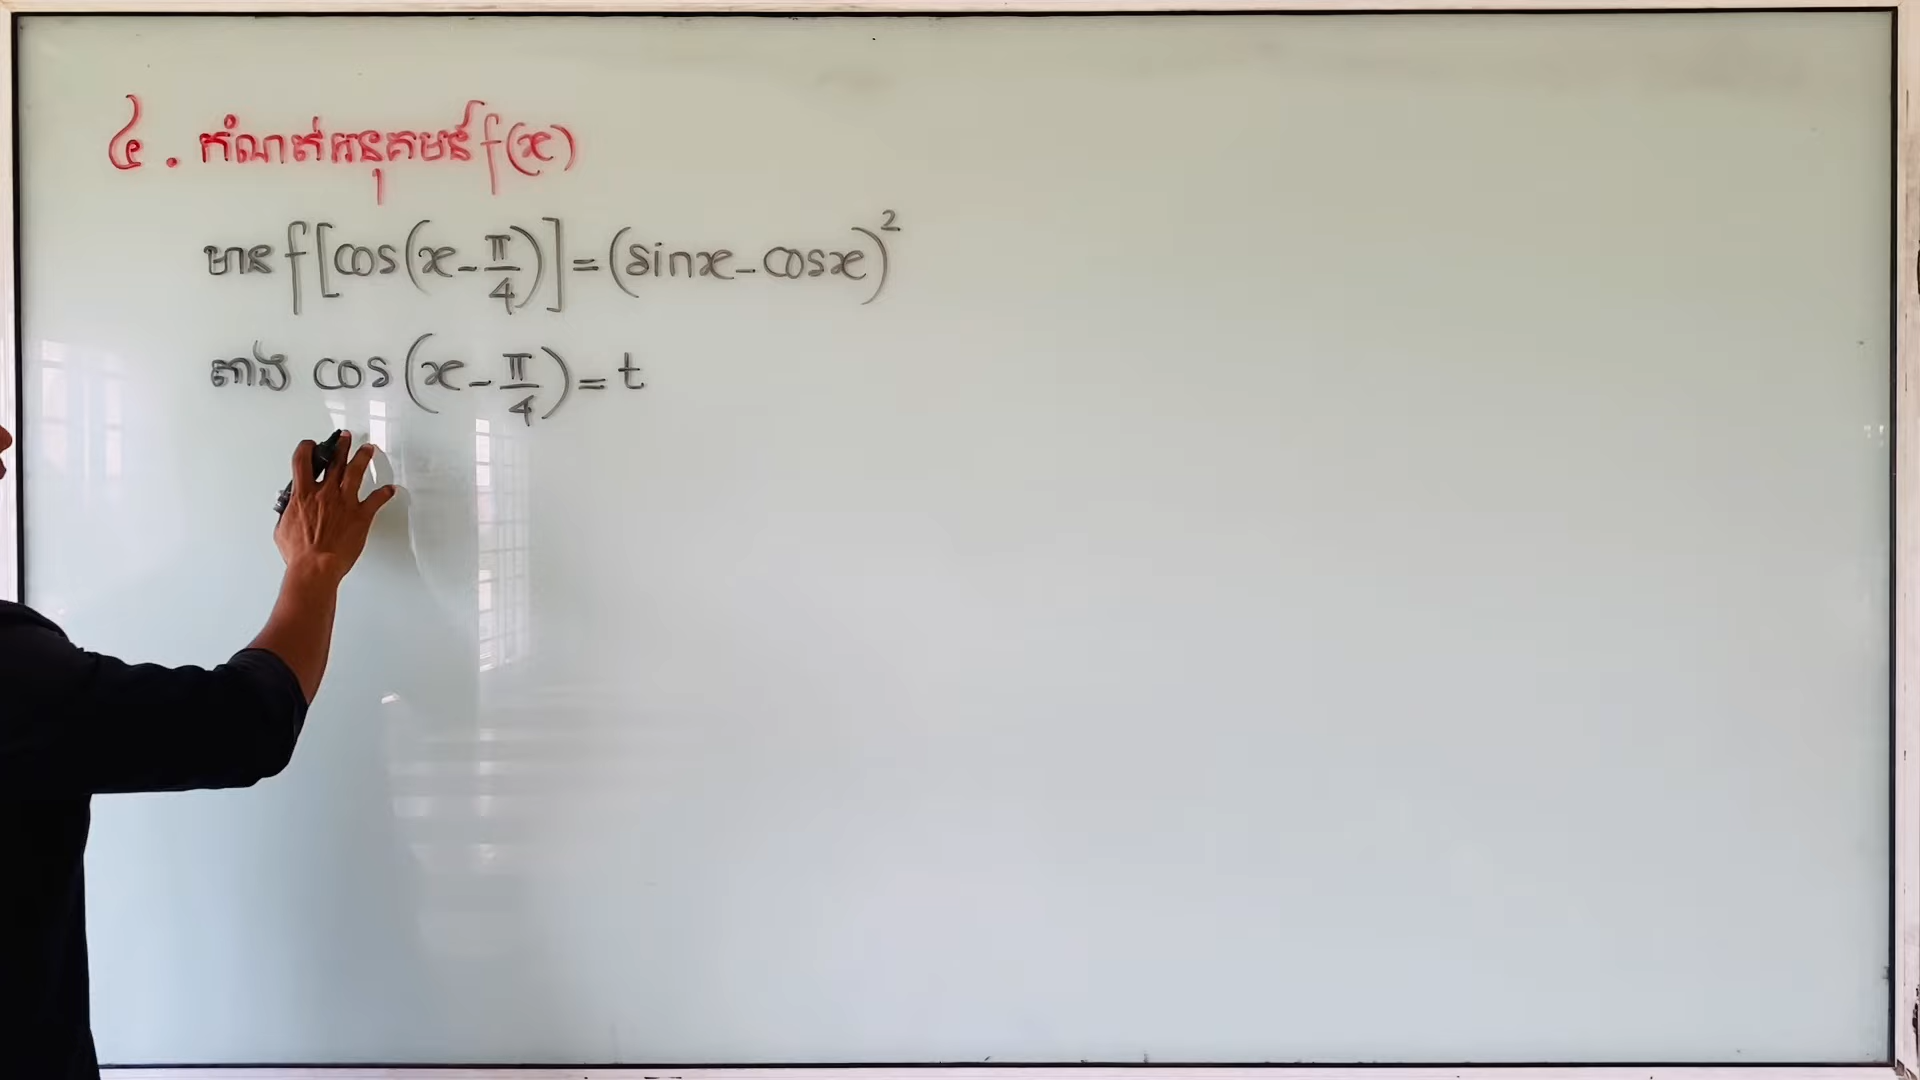 ៤. កំណត់អនុគមន៍ f(x)
មាន f[cos(x-π/4)]=(sinx-cosx)²
តាង cos(x-π/4)=t